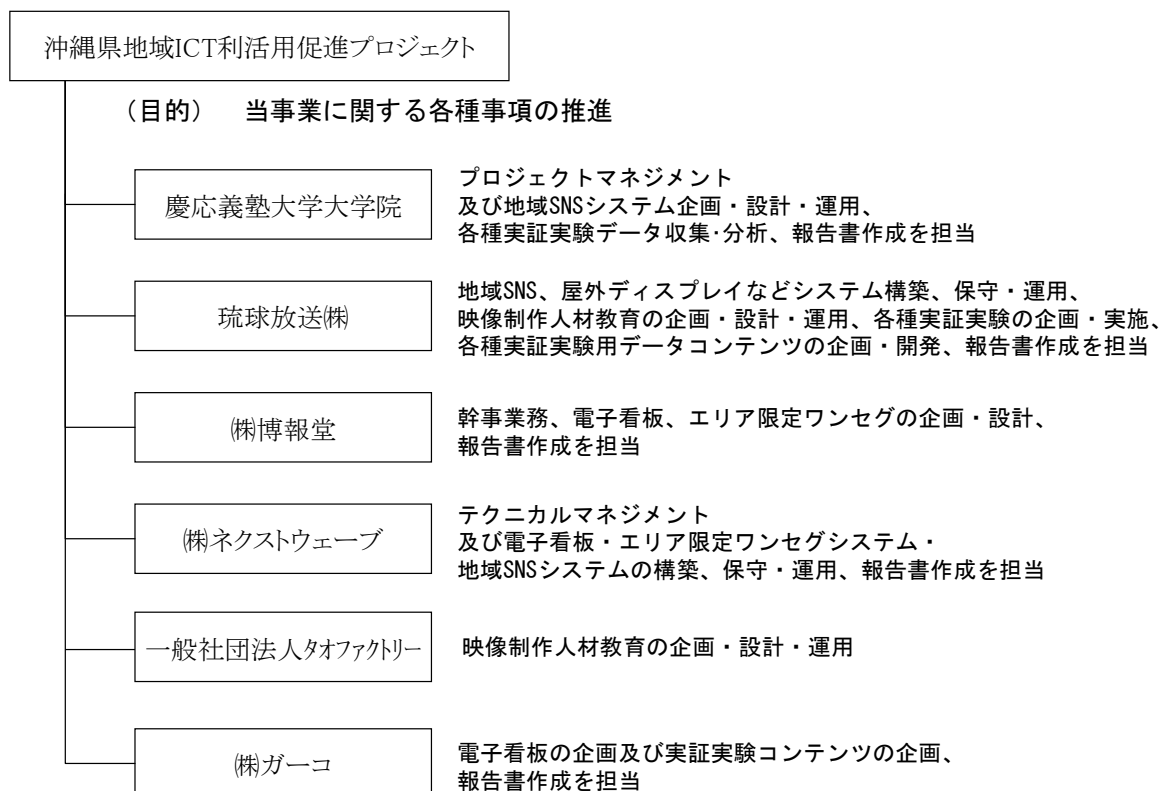 沖縄県地域ICT利活用促進プロジェクト
（目的）　当事業に関する各種事項の推進
慶応義塾大学大学院
プロジェクトマネジメント
及び地域SNSシステム企画・設計・運用、
各種実証実験データ収集･分析、報告書作成を担当
琉球放送㈱
地域SNS、屋外ディスプレイなどシステム構築、保守・運用、
映像制作人材教育の企画・設計・運用、各種実証実験の企画・実施、
各種実証実験用データコンテンツの企画・開発、報告書作成を担当
㈱博報堂
幹事業務、電子看板、エリア限定ワンセグの企画・設計、
報告書作成を担当
㈱ネクストウェーブ
テクニカルマネジメント
及び電子看板・エリア限定ワンセグシステム・
地域SNSシステムの構築、保守・運用、報告書作成を担当
一般社団法人ﾀｵﾌｧｸﾄﾘｰ
映像制作人材教育の企画・設計・運用
㈱ガーコ
電子看板の企画及び実証実験コンテンツの企画、
報告書作成を担当